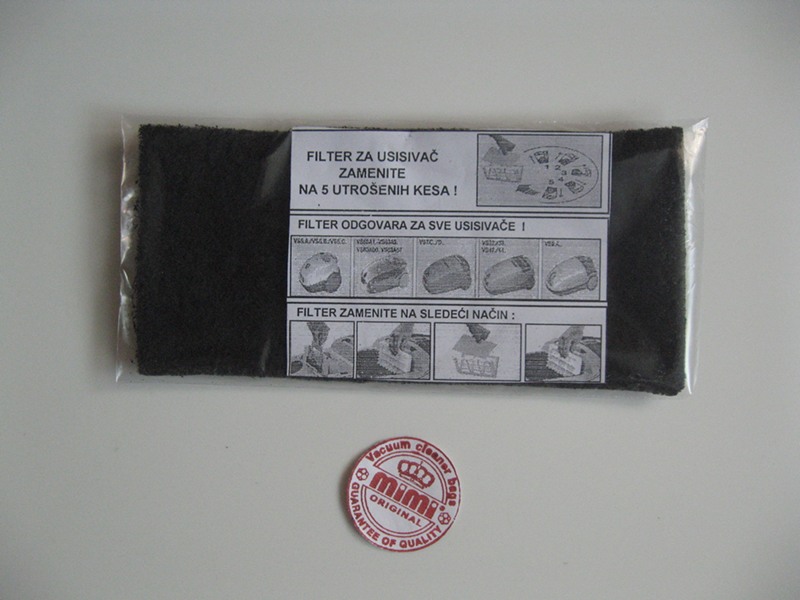 FILTER ZA USISIVAČ
ZAMENITE
NA 5 UTROŠENIH KESA !
FILTER ODGOVARA ZA SVE USISIVAČE !
FILTER ZAMENITE NA SLEDEĆI NAČIN :
Vacuum cleaner bags
mimi
ORIGINAL
GUARANTEE OF QUALITY